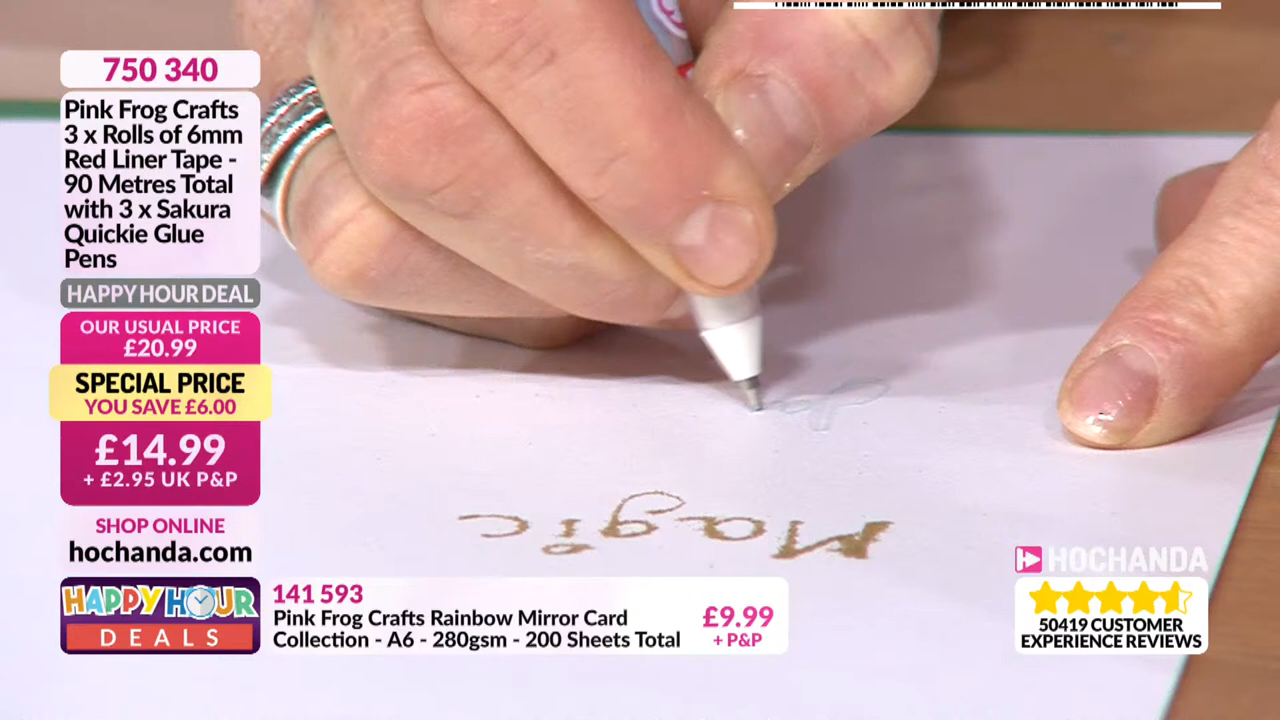 750 340
Pink Frog Crafts
3 x Rolls of 6mm
Red Liner Tape -
90 Metres Total
with 3 x Sakura
Quickie Glue
Pens
HAPPY HOUR DEAL
OUR USUAL PRICE
£20.99
SPECIAL PRICE
YOU SAVE £6.00
£14.99
+ £2.95 UK P&P
SHOP ONLINE
hochanda.com
HAPPY HOUR
DEALS
141 593
Pink Frog Crafts Rainbow Mirror Card
Collection - A6 - 280gsm - 200 Sheets Total
£9.99
+ P&P
Magic
HOCHANDA
50419 CUSTOMER
EXPERIENCE REVIEWS